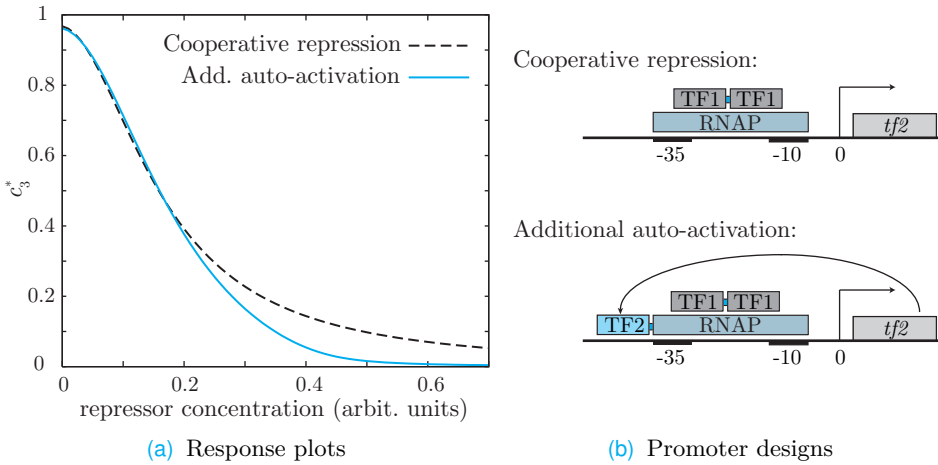 Cooperative repression
Add. auto-activation
1
0.8
0.6
0.4
0.2
0
c*3
0 0.2 0.4 0.6
repressor concentration (arbit. units)
(a) Response plots
Cooperative repression:
TF1 TF1
RNAP
tf2
-35 -10 0
Additional auto-activation:
TF1 TF1
TF2 RNAP
tf2
-35 -10 0
(b) Promoter designs